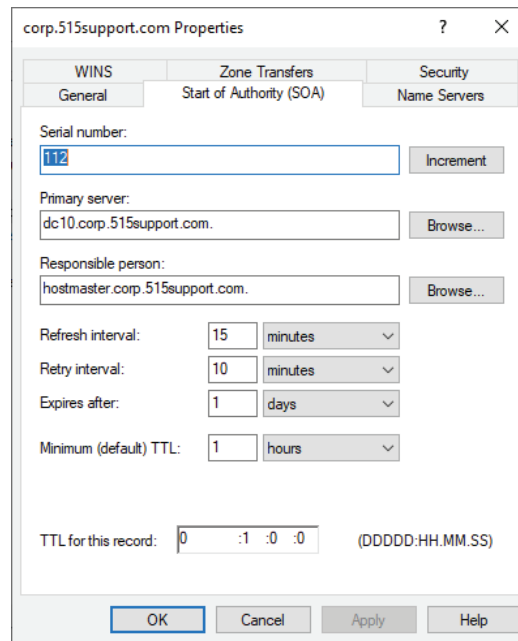 corp.515support.com Properties ? X
WINS Zone Transfers Security
General Start of Authority (SOA) Name Servers
Serial number:
112 Increment
Primary server:
dc10.corp.515support.com. Browse...
Responsible person:
hostmaster.corp.515support.com. Browse...
Refresh interval: 15 minutes
Retry interval: 10 minutes
Expires after: 1 days
Minimum (default) TTL: 1 hours
TTL for this record: 0 :1 :0 :0 (DDDDD:HH.MM.SS)
OK Cancel Apply Help